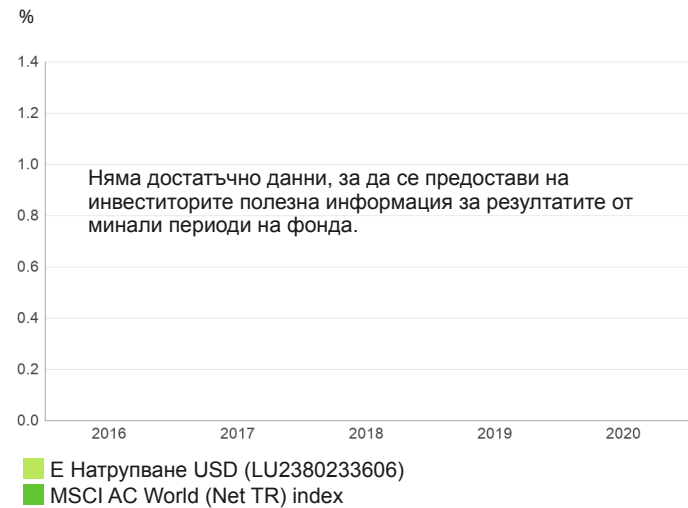 %
1.4
1.2
1.0
Няма достатъчно данни, за да се предостави на
инвеститорите полезна информация за резултатите от
0.8
минали периоди на фонда.
0.6
0.4
0.2
0.0
2016 2017 2018 2019 2020
Е Натрупване USD (LU2380233606)
MSCI AC World (Net TR) index